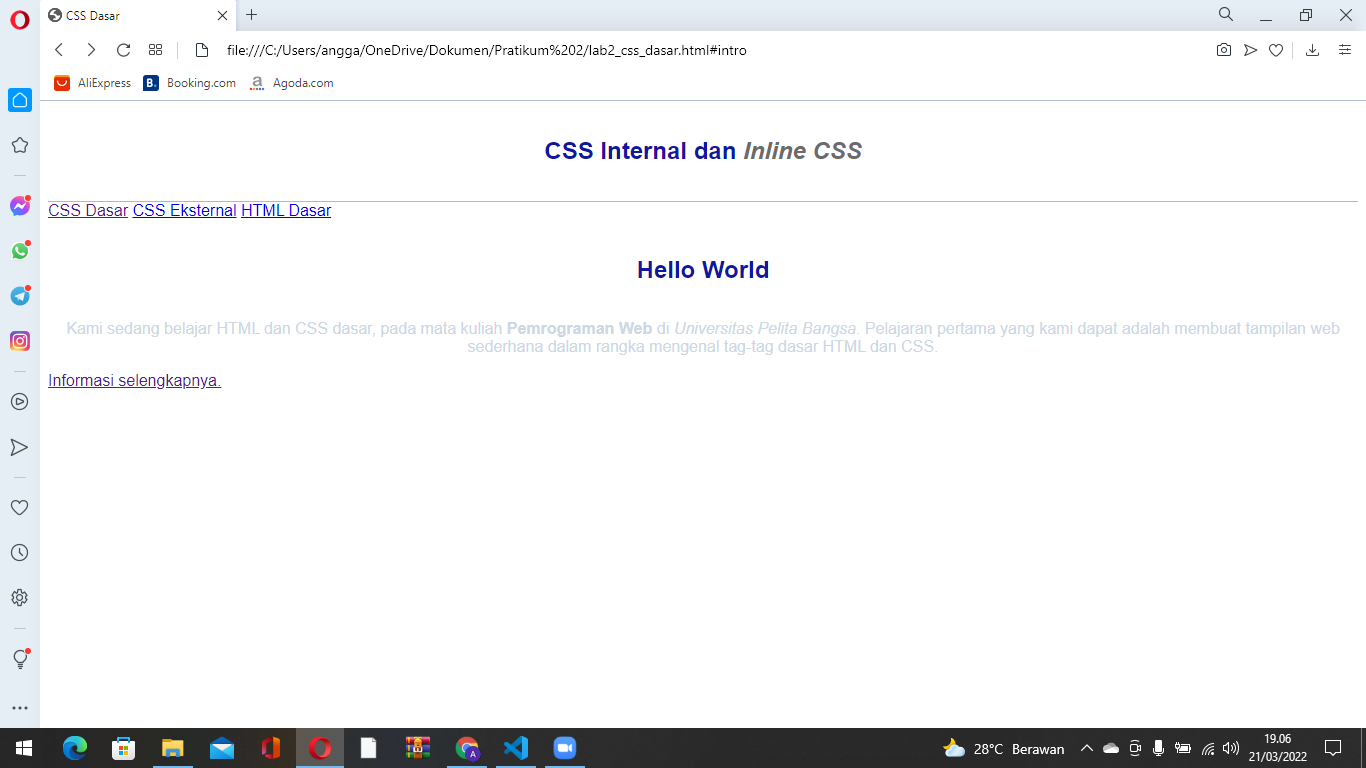 CSS Dasar
file:///C:/Users/angga/OneDrive/Dokumen/Pratikum%202/lab2_css_dasar.html#intro
AliExpress B. Booking.com a Agoda.com
CSS Internal dan Inline CSS
CSS Dasar CSS Eksternal HTML Dasar
Hello World
Kami sedang belajar HTML dan CSS dasar, pada mata kuliah Pemrograman Web di Universitas Pelita Bangsa. Pelajaran pertama yang kami dapat adalah membuat tampilan web
sederhana dalam rangka mengenal tag-tag dasar HTML dan CSS.
Informasi selengkapnya.
28°C Berawan
19.06
21/03/2022